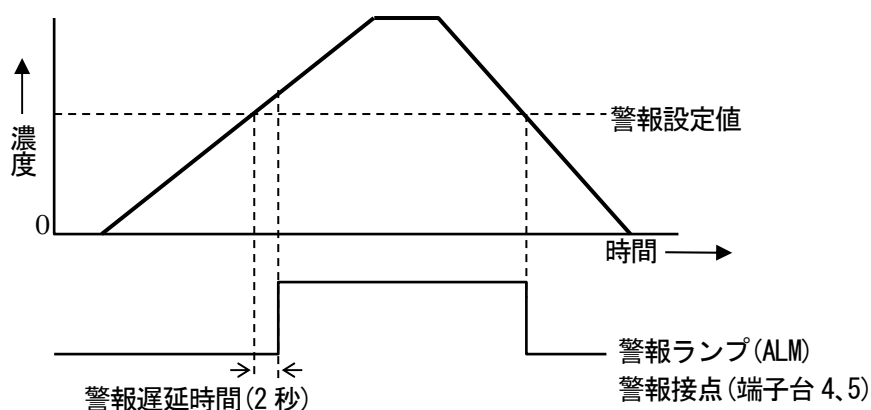 濃度
警報設定値
0
時間
警報ランプ(ALM)
警報接点(端子台 4、5)
警報遅延時間(2 秒)